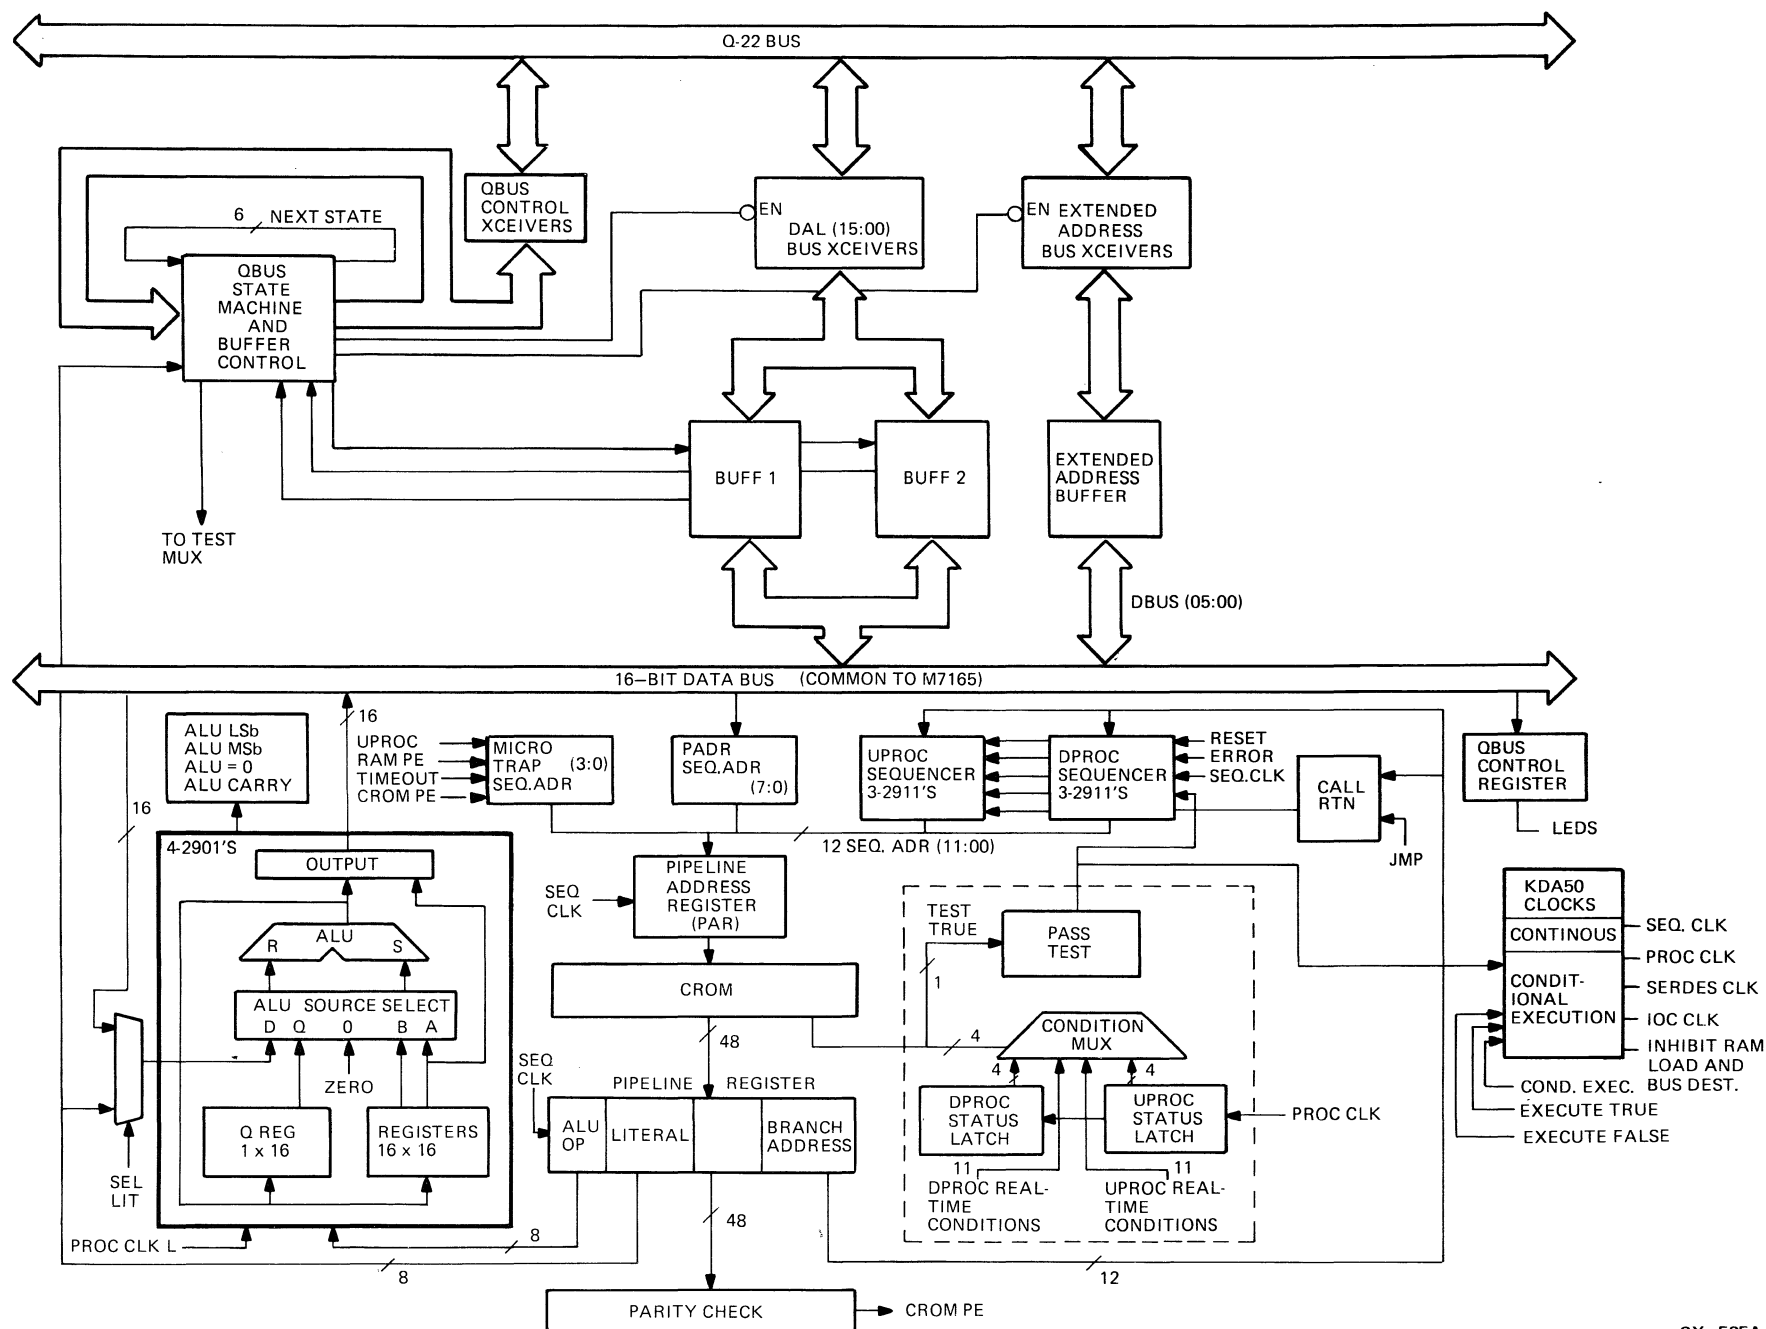 Q-22 BUS
QBUS
CONTROL
XCEIVERS
EN
DAL (15:00)
BUS XCEIVERS
EN EXTENDED
ADDRESS
BUS XCEIVERS
6 NEXT STATE
QBUS
STATE
MACHINE
AND
BUFFER
CONTROL
BUFF 1
BUFF 2
EXTENDED
ADDRESS
BUFFER
TO TEST
MUX
DBUS (05:00)
16-BIT DATA BUS (COMMON TO M7165)
ALU LSb
ALU MSb
ALU = 0
ALU CARRY
16
16
UPROC
RAM PE
TIMEOUT
CROM PE
MICRO
TRAP (3:0)
SEQ.ADR
PADR
SEQ.ADR
(7:0)
UPROC
SEQUENCER
3-2911'S
DPROC
SEQUENCER
3-2911'S
RESET
ERROR
SEQ.CLK
CALL
RTN
JMP
QBUS
CONTROL
REGISTER
LEDS
12 SEQ. ADR (11:00)
4-2901'S
OUTPUT
ALU
R S
ALU SOURCE SELECT
D Q 0 B A
ZERO
Q REG
1 x 16
REGISTERS
16 x 16
SEL
LIT
PROC CLK L
8
8
SEQ
CLK
PIPELINE
ADDRESS
REGISTER
(PAR)
CROM
48
SEQ
CLK
PIPELINE REGISTER
ALU
OP
LITERAL
BRANCH
ADDRESS
48
12
PARITY CHECK
CROM PE
TEST
TRUE
1
PASS
TEST
4
CONDITION
MUX
4
4
DPROC
STATUS
LATCH
UPROC
STATUS
LATCH
PROC CLK
11
DPROC REAL-
TIME
CONDITIONS
11
UPROC REAL-
TIME
CONDITIONS
KDA50
CLOCKS
CONTINOUS
CONDIT-
IONAL
EXECUTION
SEQ. CLK
PROC CLK
SERDES CLK
IOC CLK
INHIBIT RAM
LOAD AND
BUS DEST.
COND. EXEC.
EXECUTE TRUE
EXECUTE FALSE